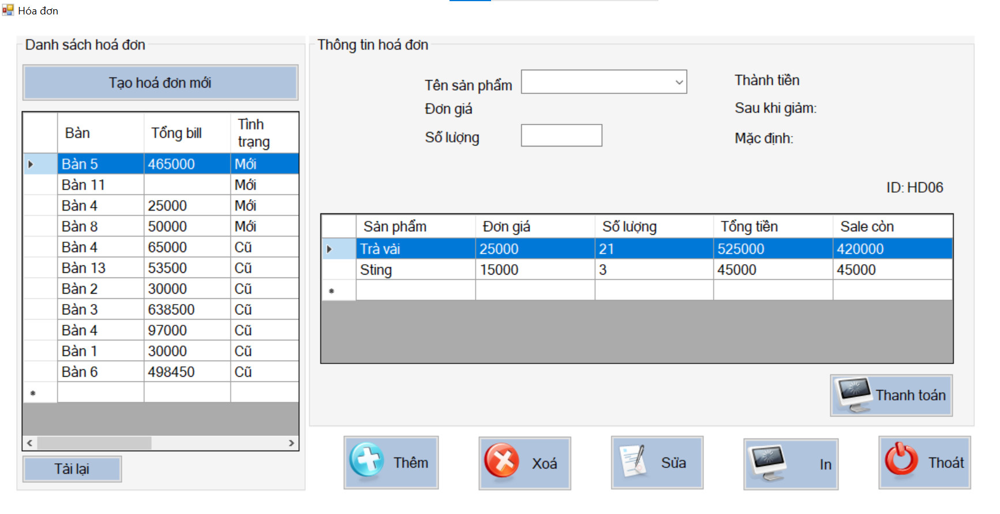 Hóa đơn
Danh sách hoá đơn
Tạo hoá đơn mới
Bàn Tổng bill Tình trạng
Bàn 5 465000 Mới
Bàn 11 Mới
Bàn 4 25000 Mới
Bàn 8 50000 Mới
Bàn 4 65000 Cũ
Bàn 13 53500 Cũ
Bàn 2 30000 Cũ
Bàn 3 638500 Cũ
Bàn 4 97000 Cũ
Bàn 1 30000 Cũ
Bàn 6 498450 Cũ
Tải lại
Thông tin hoá đơn
Tên sản phẩm
Đơn giá
Số lượng
Thành tiền
Sau khi giảm:
Mặc định:
ID: HD06
Sản phẩm Đơn giá Số lượng Tổng tiền Sale còn
Trà vải 25000 21 525000 420000
Sting 15000 3 45000 45000
Thanh toán
Thêm
Xoá
Sửa
In
Thoát